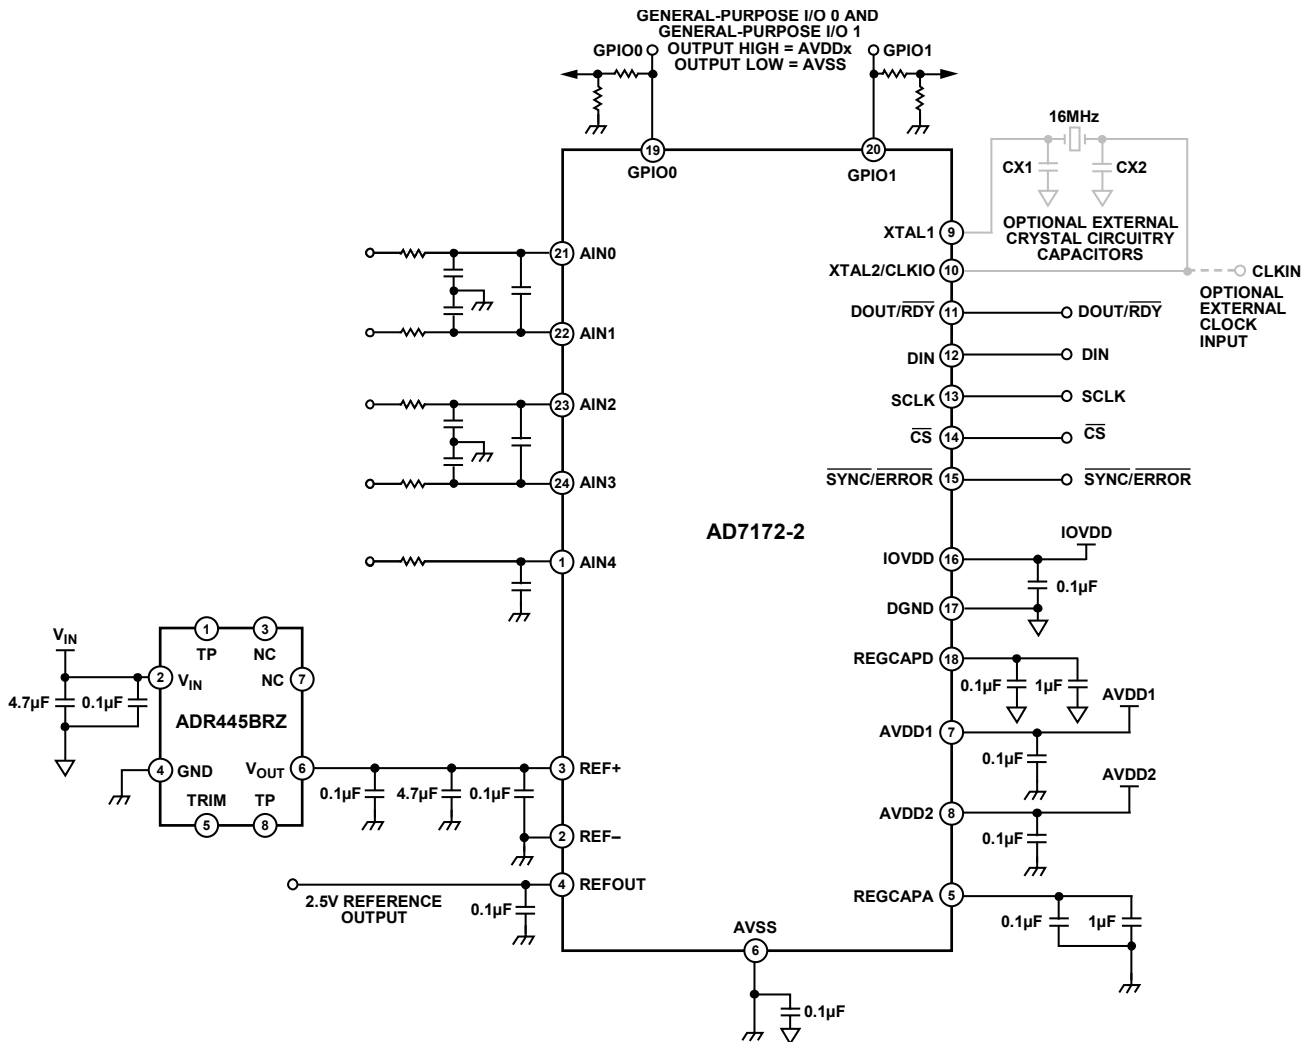 GENERAL-PURPOSE I/O 0 AND
GENERAL-PURPOSE I/O 1
OUTPUT HIGH = AVDDx
OUTPUT LOW = AVSS
GPIO0
GPIO1
19
GPIO0
20
GPIO1
16MHz
CX1
CX2
OPTIONAL EXTERNAL
CRYSTAL CIRCUITRY
CAPACITORS
XTAL1
9
XTAL2/CLKIO
10
CLKIN
OPTIONAL
EXTERNAL
CLOCK
INPUT
DOUT/RDY
11
DOUT/RDY
DIN
12
DIN
SCLK
13
SCLK
CS
14
CS
SYNC/ERROR
15
SYNC/ERROR
21
AIN0
22
AIN1
23
AIN2
24
AIN3
1
AIN4
AD7172-2
IOVDD
16
IOVDD
0.1µF
DGND
17
REGCAPD
18
0.1µF
1µF
AVDD1
7
AVDD1
0.1µF
AVDD2
8
AVDD2
0.1µF
REGCAPA
5
0.1µF
1µF
VIN
4.7µF
0.1µF
1
TP
3
NC
2
VIN
NC
7
ADR445BRZ
4
GND
VOUT
6
TRIM
5
TP
8
0.1µF
4.7µF
0.1µF
3
REF+
2
REF–
4
REFOUT
2.5V REFERENCE
OUTPUT
0.1µF
AVSS
6
0.1µF